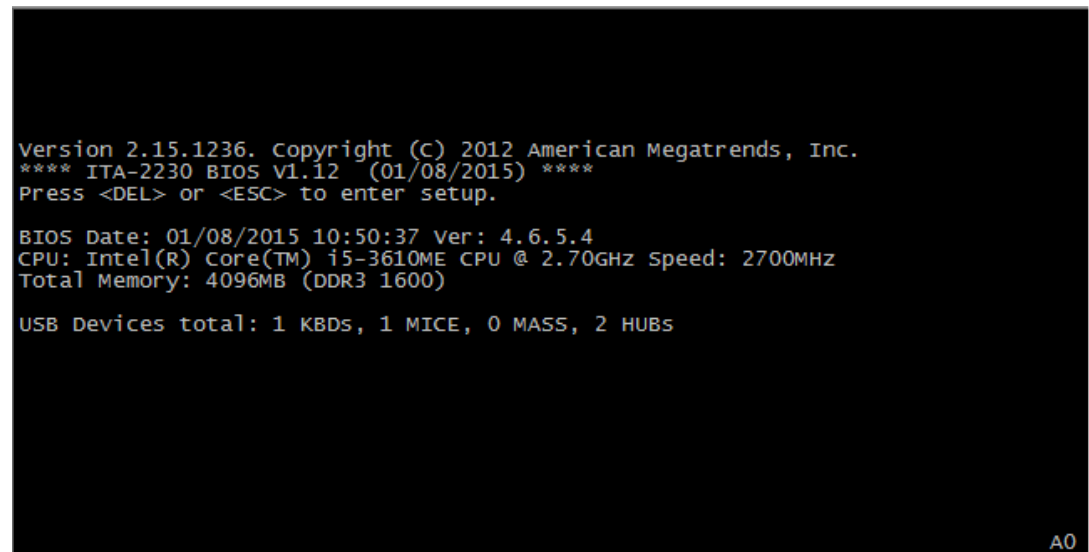 Version 2.15.1236. Copyright (C) 2012 American Megatrends, Inc.
**** ITA-2230 BIOS V1.12  (01/08/2015) ****
Press <DEL> or <ESC> to enter setup.
BIOS Date: 01/08/2015 10:50:37 Ver: 4.6.5.4
CPU: Intel(R) Core(TM) i5-3610ME CPU @ 2.70GHz Speed: 2700MHz
Total Memory: 4096MB (DDR3 1600)
USB Devices total: 1 KBDs, 1 MICE, 0 MASS, 2 HUBs
A0